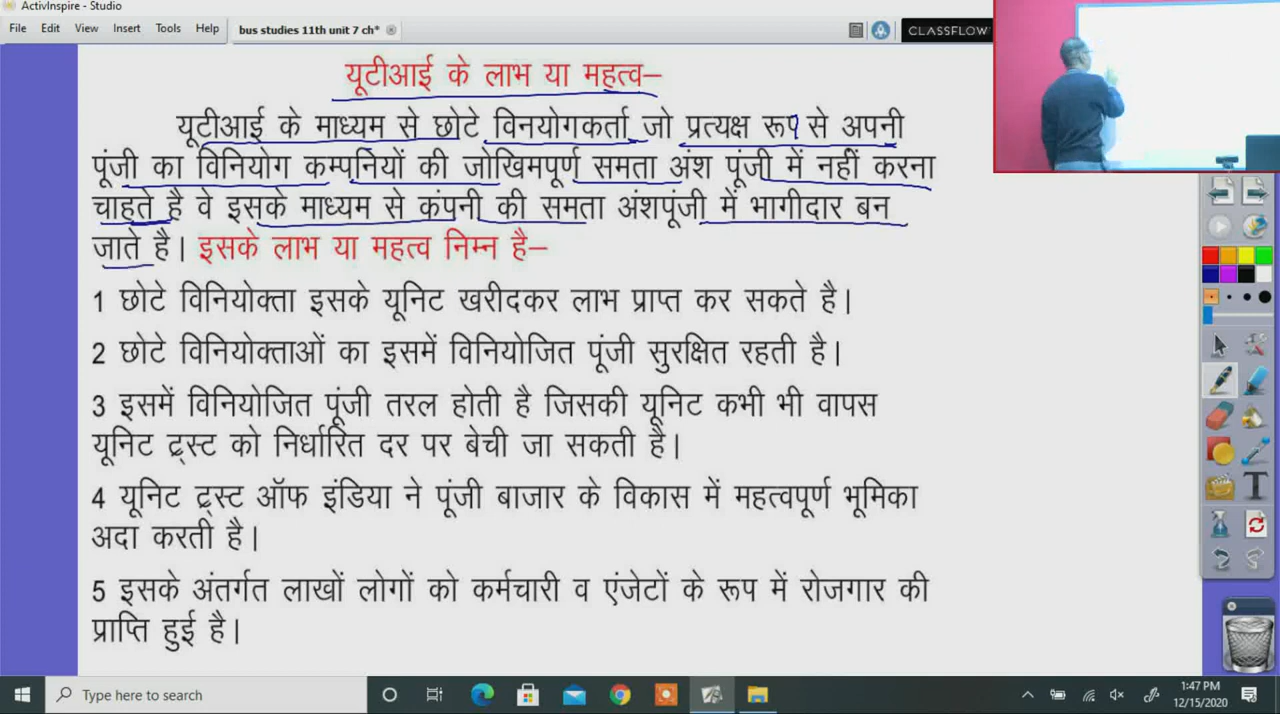 ActivInspire - Studio
File Edit View Insert Tools Help bus studies 11th unit 7 ch* CLASSFLOW
यूटीआई के लाभ या महत्व–
यूटीआई के माध्यम से छोटे विनयोगकर्ता जो प्रत्यक्ष रूप से अपनी
पूंजी का विनियोग कम्पनियों की जोखिमपूर्ण समता अंश पूंजी में नहीं करना
चाहते है वे इसके माध्यम से कंपनी की समता अंशपूंजी में भागीदार बन
जाते है। इसके लाभ या महत्व निम्न है–
1 छोटे विनियोक्ता इसके यूनिट खरीदकर लाभ प्राप्त कर सकते है।
2 छोटे विनियोक्ताओं का इसमें विनियोजित पूंजी सुरक्षित रहती है।
3 इसमें विनियोजित पूंजी तरल होती है जिसकी यूनिट कभी भी वापस
यूनिट ट्रस्ट को निर्धारित दर पर बेची जा सकती है।
4 यूनिट ट्रस्ट ऑफ इंडिया ने पूंजी बाजार के विकास में महत्वपूर्ण भूमिका
अदा करती है।
5 इसके अंतर्गत लाखों लोगों को कर्मचारी व एंजेटों के रूप में रोजगार की
प्राप्ति हुई है।
Type here to search
1:47 PM
12/15/2020